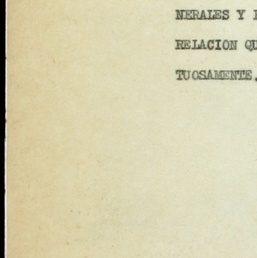 NERALES Y
RELACION QU
TUOSAMENTE.